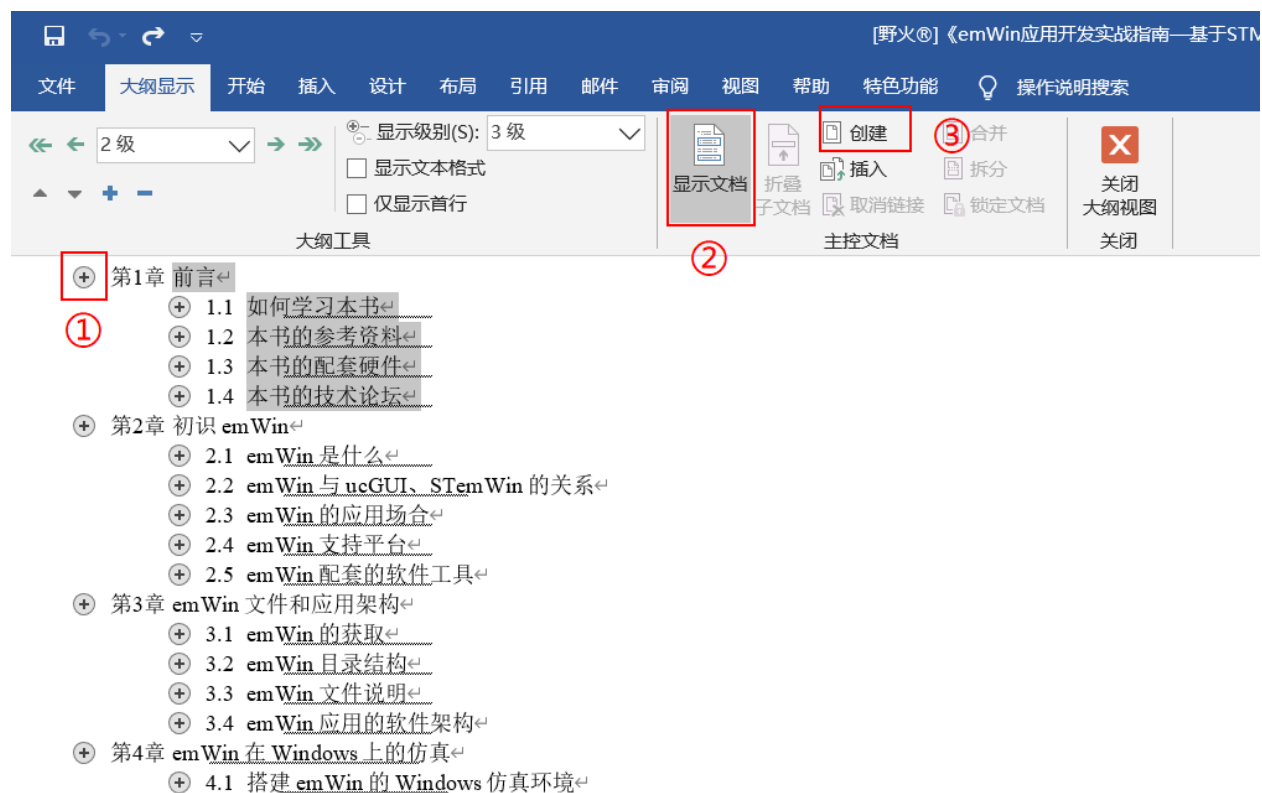 [野火®]《emWin应用开发实战指南—基于STM
文件 大纲显示 开始 插入 设计 布局 引用 邮件 审阅 视图 帮助 特色功能 操作说明搜索
2 级 显示级别(S): 3 级
显示文本格式
仅显示首行
大纲工具
显示文档
折叠
子文档
创建
插入
取消链接
合并
拆分
锁定文档
主控文档
关闭
大纲视图
关闭
③
②
①
第1章 前言↵
1.1 如何学习本书↵
1.2 本书的参考资料↵
1.3 本书的配套硬件↵
1.4 本书的技术论坛↵
第2章 初识 emWin↵
2.1 emWin 是什么↵
2.2 emWin 与 ucGUI、STemWin 的关系↵
2.3 emWin 的应用场合↵
2.4 emWin 支持平台↵
2.5 emWin 配套的软件工具↵
第3章 emWin 文件和应用架构↵
3.1 emWin 的获取↵
3.2 emWin 目录结构↵
3.3 emWin 文件说明↵
3.4 emWin 应用的软件架构↵
第4章 emWin 在 Windows 上的仿真↵
4.1 搭建 emWin 的 Windows 仿真环境↵